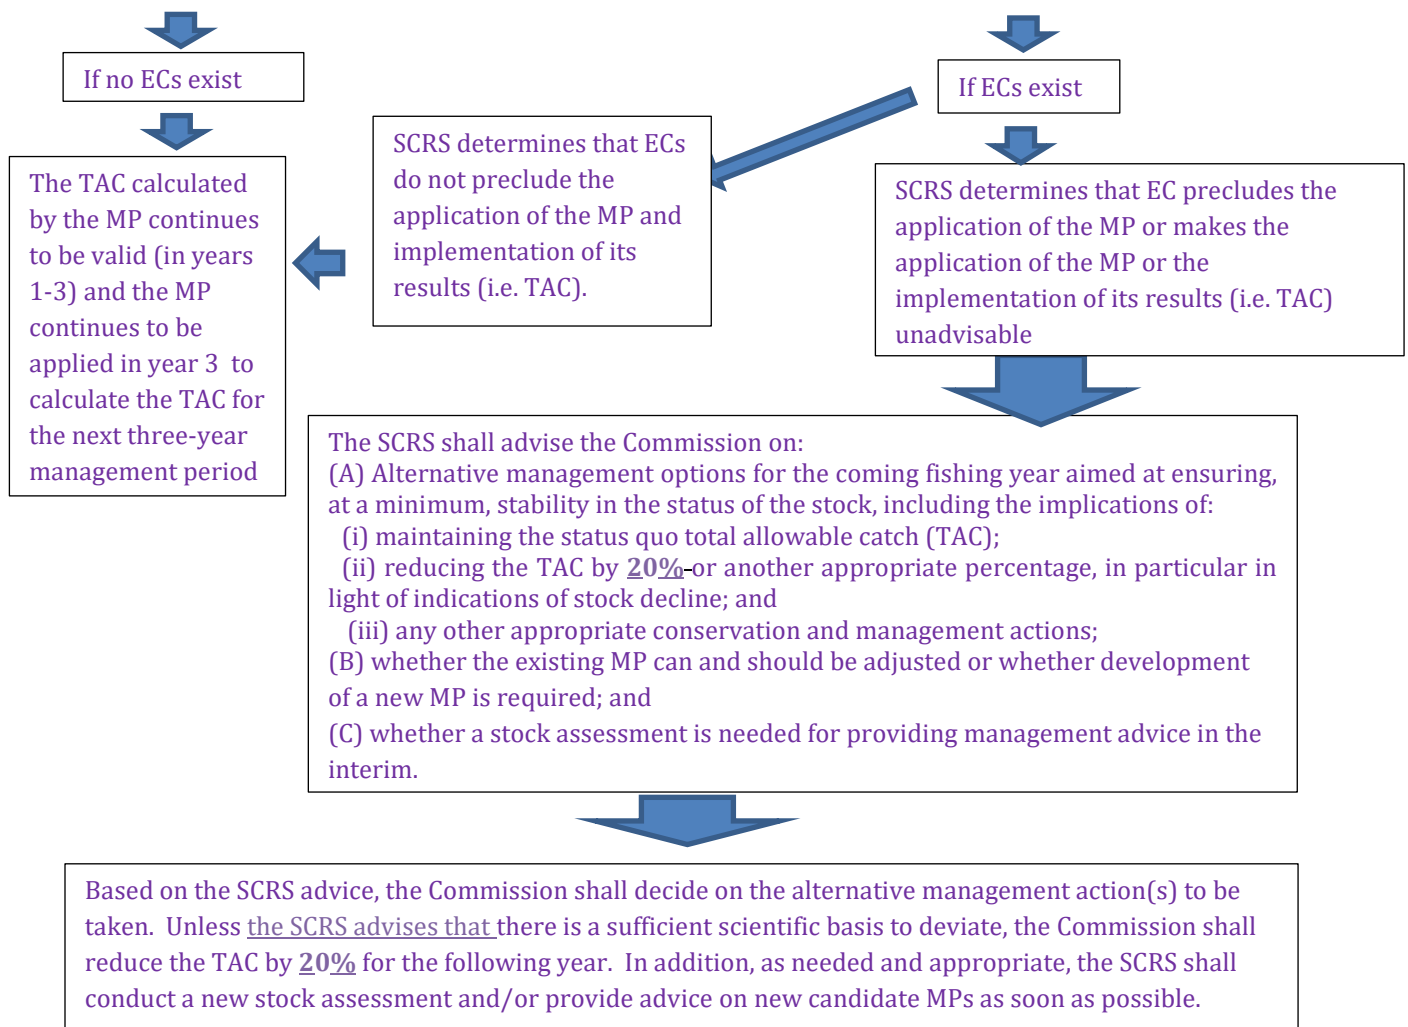 If no ECs exist
If ECs exist
The TAC calculated
by the MP continues
to be valid (in years
1-3) and the MP
continues to be
applied in year 3 to
calculate the TAC for
the next three-year
management period
SCRS determines that ECs
do not preclude the
application of the MP and
implementation of its
results (i.e. TAC).
SCRS determines that EC precludes the
application of the MP or makes the
application of the MP or the
implementation of its results (i.e. TAC)
unadvisable
The SCRS shall advise the Commission on:
(A) Alternative management options for the coming fishing year aimed at ensuring,
at a minimum, stability in the status of the stock, including the implications of:
(i) maintaining the status quo total allowable catch (TAC);
(ii) reducing the TAC by 20% or another appropriate percentage, in particular in
light of indications of stock decline; and
(iii) any other appropriate conservation and management actions;
(B) whether the existing MP can and should be adjusted or whether development
of a new MP is required; and
(C) whether a stock assessment is needed for providing management advice in the
interim.
Based on the SCRS advice, the Commission shall decide on the alternative management action(s) to be
taken. Unless the SCRS advises that there is a sufficient scientific basis to deviate, the Commission shall
reduce the TAC by 20% for the following year. In addition, as needed and appropriate, the SCRS shall
conduct a new stock assessment and/or provide advice on new candidate MPs as soon as possible.